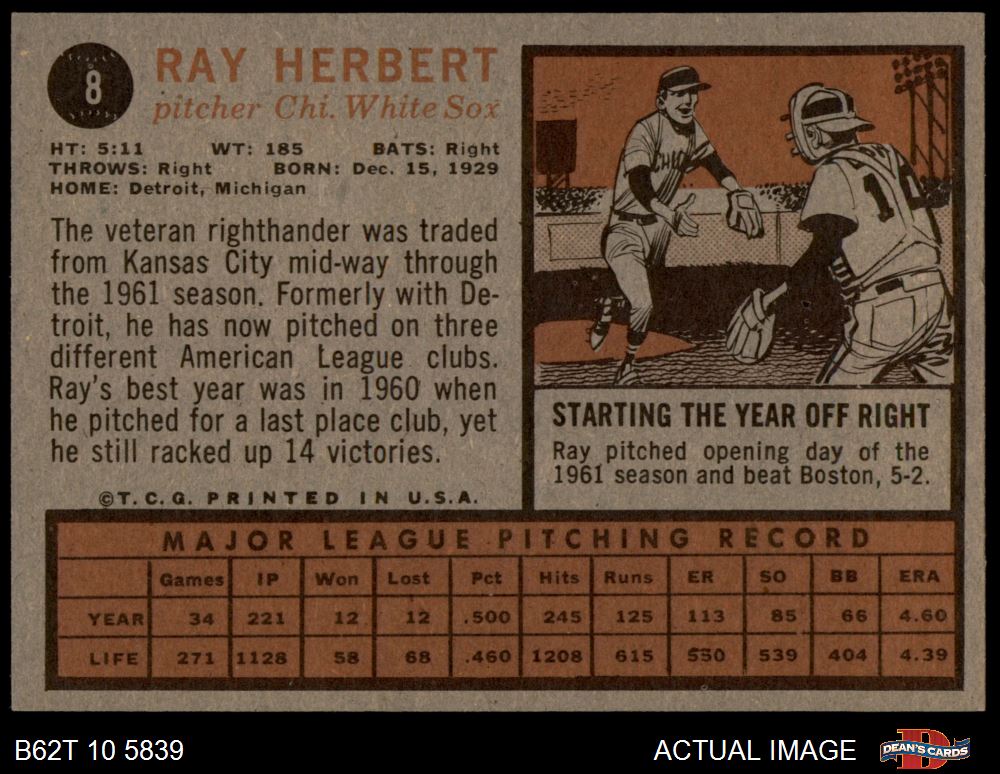 8
RAY HERBERT
pitcher Chi. White Sox
HT: 5:11 WT: 185 BATS: Right
THROWS: Right BORN: Dec. 15, 1929
HOME: Detroit, Michigan
The veteran righthander was traded
from Kansas City mid-way through
the 1961 season. Formerly with De-
troit, he has now pitched on three
different American League clubs.
Ray's best year was in 1960 when
he pitched for a last place club, yet
he still racked up 14 victories.
©T.C.G. PRINTED IN U.S.A.
CHIC
1
STARTING THE YEAR OFF RIGHT
Ray pitched opening day of the
1961 season and beat Boston, 5-2.
MAJOR LEAGUE PITCHING RECORD
Games IP Won Lost Pct Hits Runs ER SO BB ERA
YEAR 34 221 12 12 .500 245 125 113 85 66 4.60
LIFE 271 1128 58 68 .460 1208 615 550 539 404 4.39
B62T 10 5839
ACTUAL IMAGE
DEAN'S CARDS